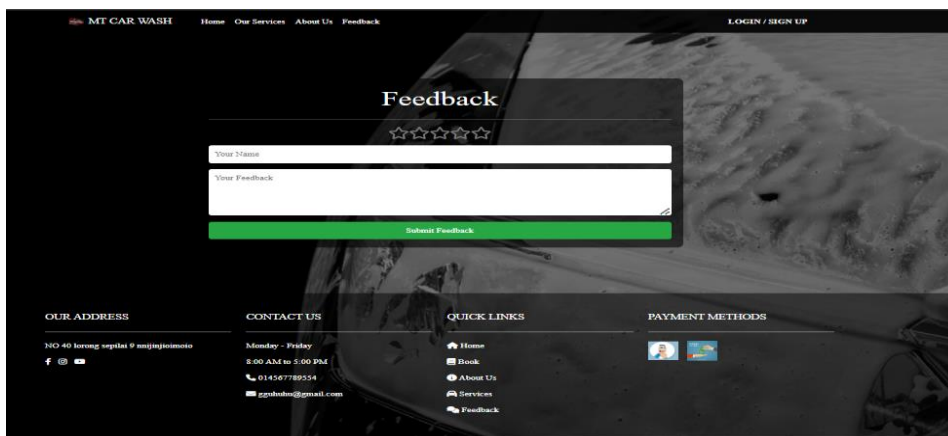 MT CAR WASH Home Our Services About Us Feedback LOGIN / SIGN UP
Feedback
Your Name
Your Feedback
Submit Feedback
OUR ADDRESS
NO 40 lorong sepilai 9 nnijinjioimoio
CONTACT US
Monday - Friday
8:00 AM to 5:00 PM
014567789554
gguhuhu@gmail.com
QUICK LINKS
Home
Book
About Us
Services
Feedback
PAYMENT METHODS